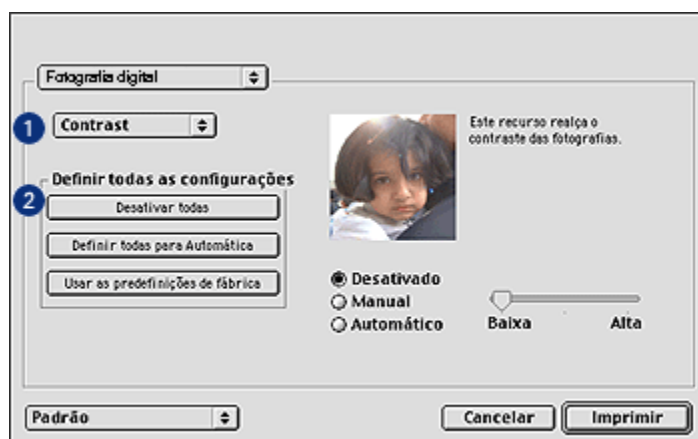 Fotografia digital
1
Contrast
Este recurso realça o
contraste das fotografias.
Definir todas as configurações
2
Desativar todas
Definir todas para Automática
Usar as predefinições de fábrica
Desativado
Manual
Automático
Baixa
Alta
Padrão
Cancelar
Imprimir